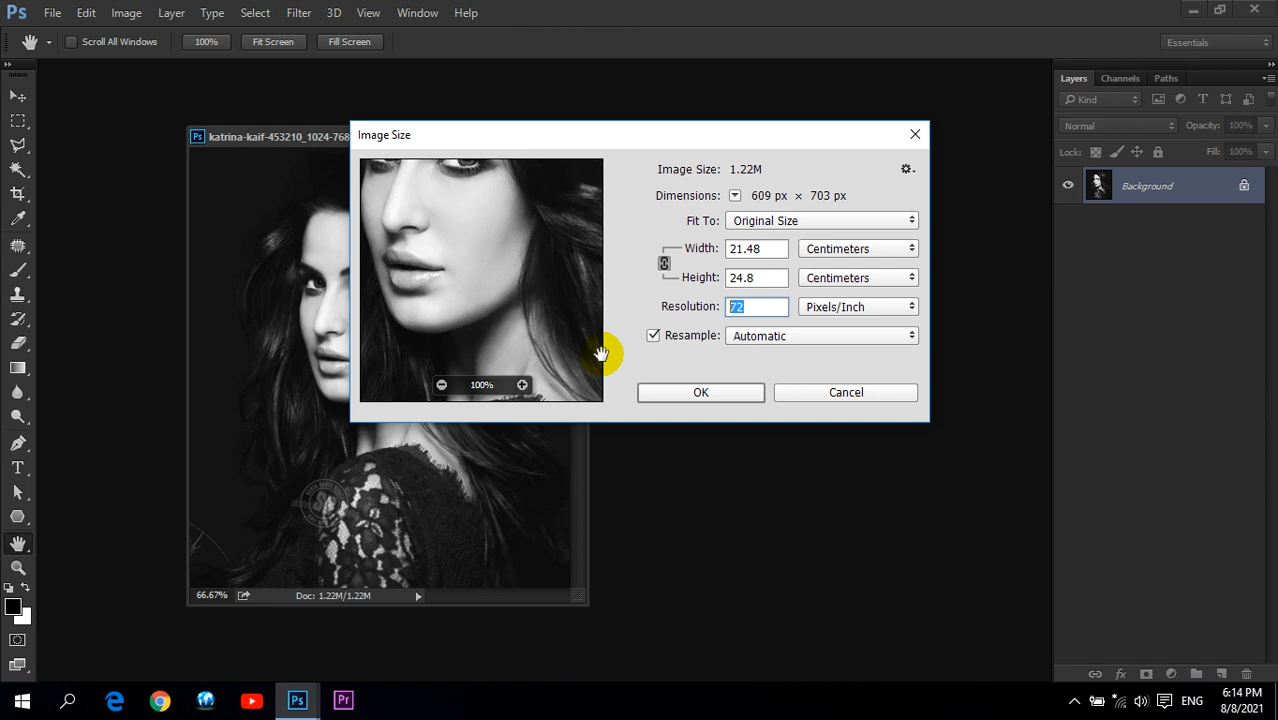 Ps File Edit Image Layer Type Select Filter 3D View Window Help
Scroll All Windows 100% Fit Screen Fill Screen Essentials
Layers Channels Paths
Kind
Normal Opacity: 100%
Lock: Fill: 100%
Background
Ps katrina-kaif-453210_1024-768
Image Size
Image Size: 1.22M
Dimensions: 609 px × 703 px
Fit To: Original Size
Width: 21.48 Centimeters
Height: 24.8 Centimeters
Resolution: 72 Pixels/Inch
Resample: Automatic
100%
OK Cancel
66.67% Doc: 1.22M/1.22M
Ps Pr ENG
6:14 PM
8/8/2021